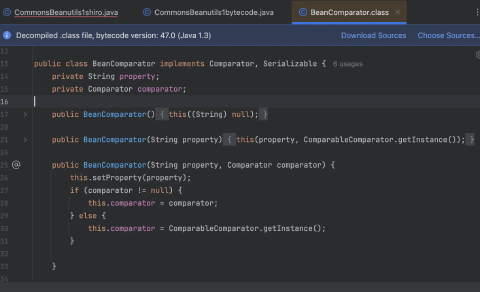 CommonsBeanutils1shiro.java
CommonsBeanutils1bytecode.java
BeanComparator.class
Decompiled .class file, bytecode version: 47.0 (Java 1.3)
Download Sources
Choose Sources...
12
13 public class BeanComparator implements Comparator, Serializable { 6 usages
14 private String property;
15 private Comparator comparator;
16
17 public BeanComparator() { this((String) null); }
20
21 public BeanComparator(String property) { this(property, ComparableComparator.getInstance()); }
24
25 @ public BeanComparator(String property, Comparator comparator) {
26 this.setProperty(property);
27 if (comparator != null) {
28 this.comparator = comparator;
29 } else {
30 this.comparator = ComparableComparator.getInstance();
31 }
32
33 }
34